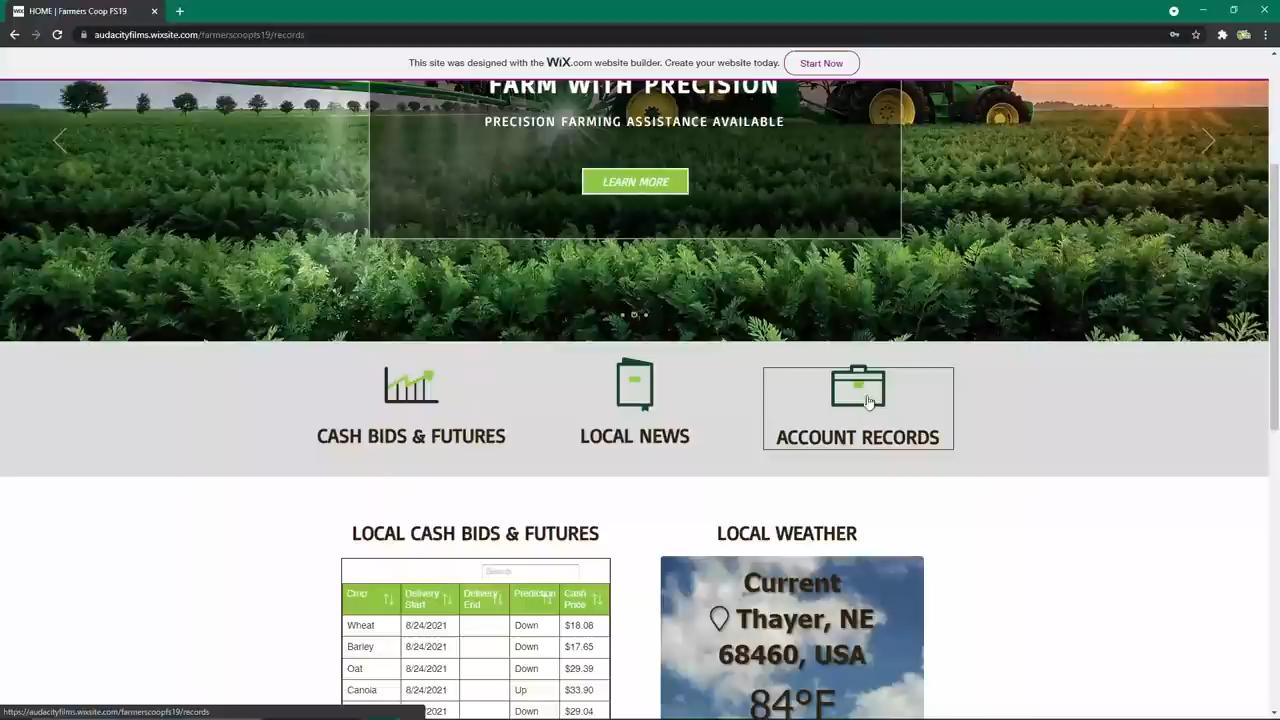 HOME | Farmers Coop FS19
audacityfilms.wixsite.com/farmerscoopfs19/records
This site was designed with the WiX.com website builder. Create your website today.
Start Now
FARM WITH PRECISION
PRECISION FARMING ASSISTANCE AVAILABLE
LEARN MORE
CASH BIDS & FUTURES
LOCAL NEWS
ACCOUNT RECORDS
LOCAL CASH BIDS & FUTURES
Search
Crop Delivery Start Delivery End Prediction Cash Price
Wheat 8/24/2021 Down $18.08
Barley 8/24/2021 Down $17.65
Oat 8/24/2021 Down $29.39
Canola 8/24/2021 Up $33.90
/2021 Down $29.04
LOCAL WEATHER
Current
Thayer, NE
68460, USA
84°F
https://audacityfilms.wixsite.com/farmerscoopfs19/records